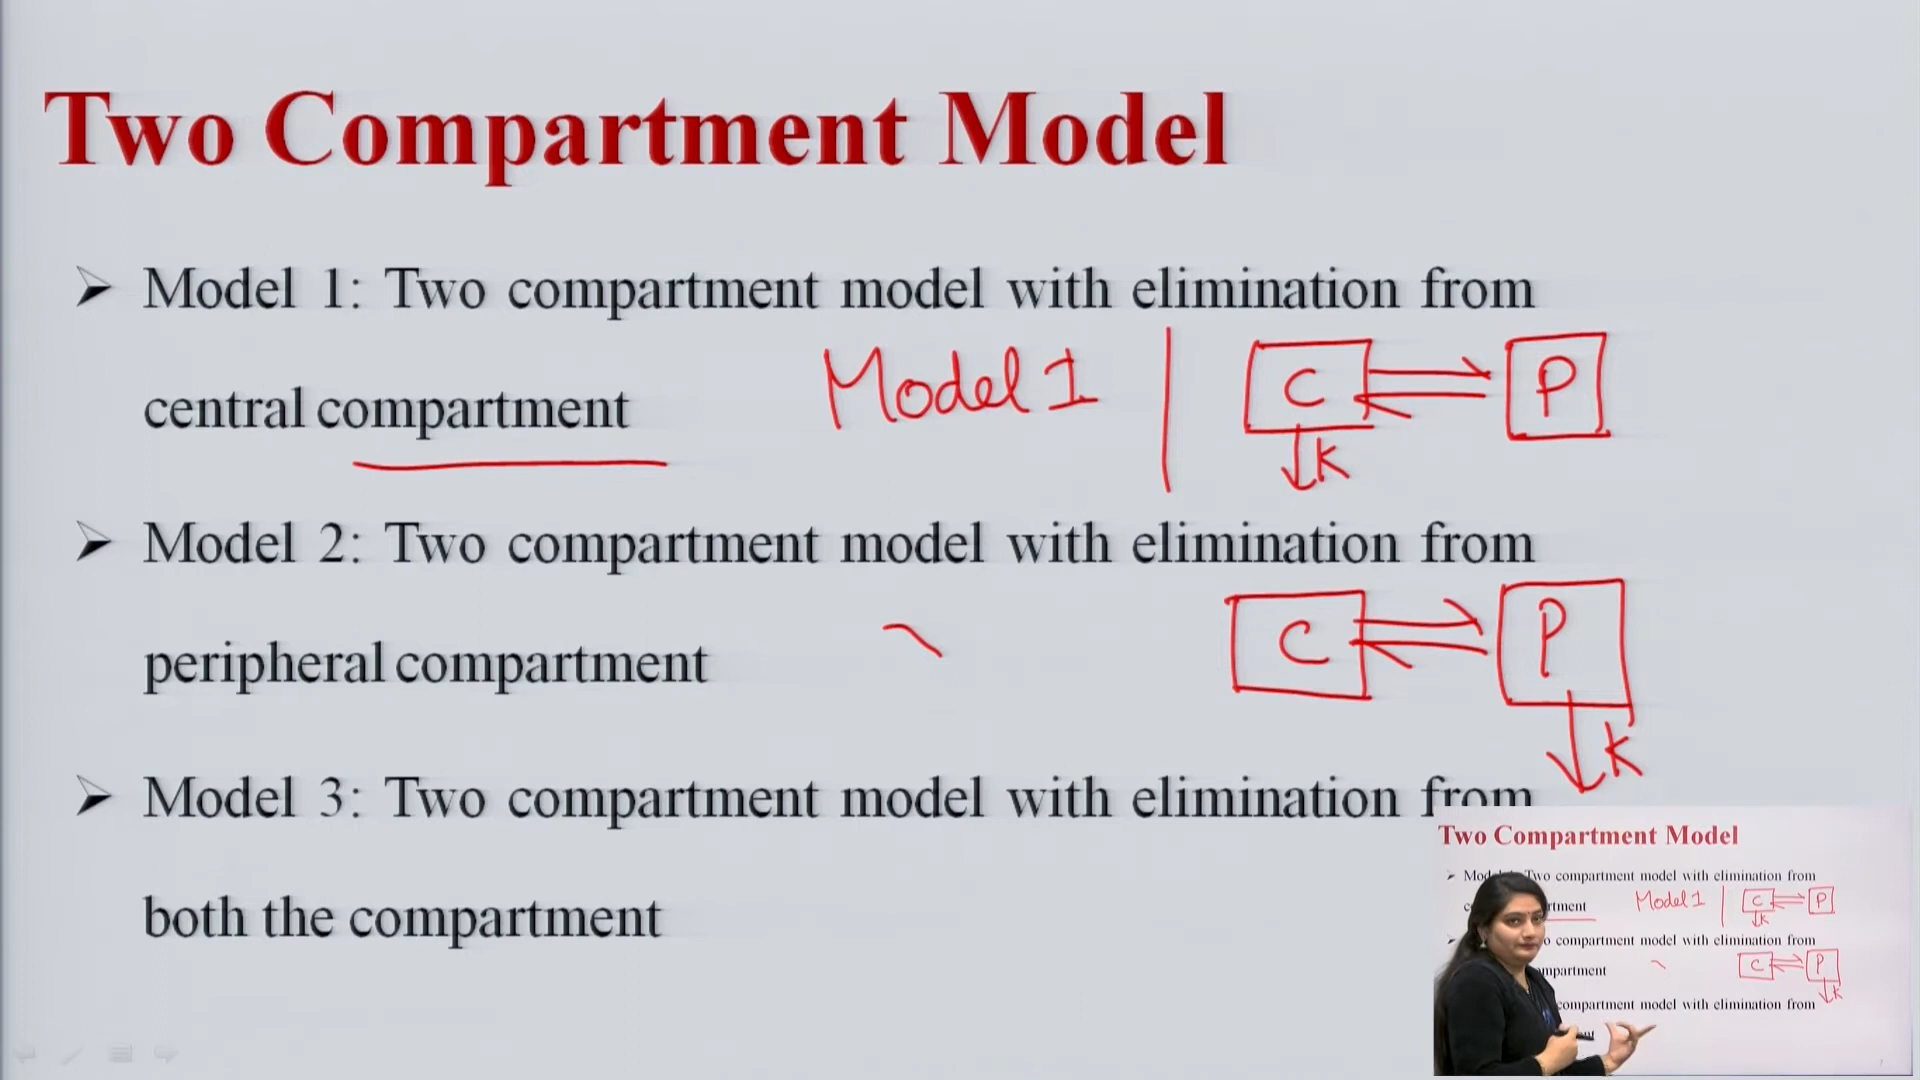 Two Compartment Model
Model 1: Two compartment model with elimination from
central compartment
Model 1
C
P
K
Model 2: Two compartment model with elimination from
peripheral compartment
C
P
K
Model 3: Two compartment model with elimination from
both the compartment
Two Compartment Model
Two compartment model with elimination from
Model 1
C
P
K
compartment model with elimination from
C
P
K
compartment model with elimination from